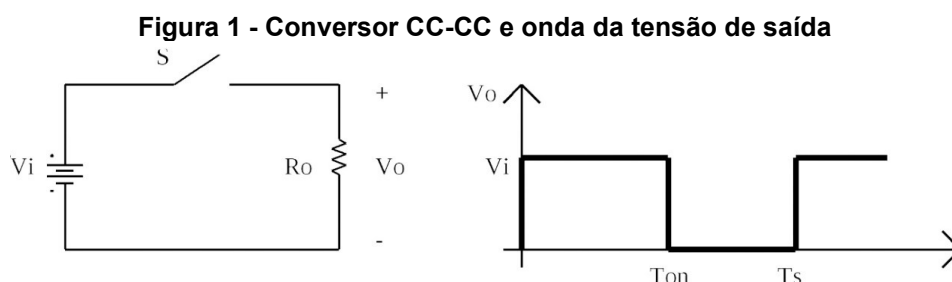 Figura 1 - Conversor CC-CC e onda da tensão de saída
S
+
Vi
Ro
Vo
-
Vo
Vi
Ton
Ts